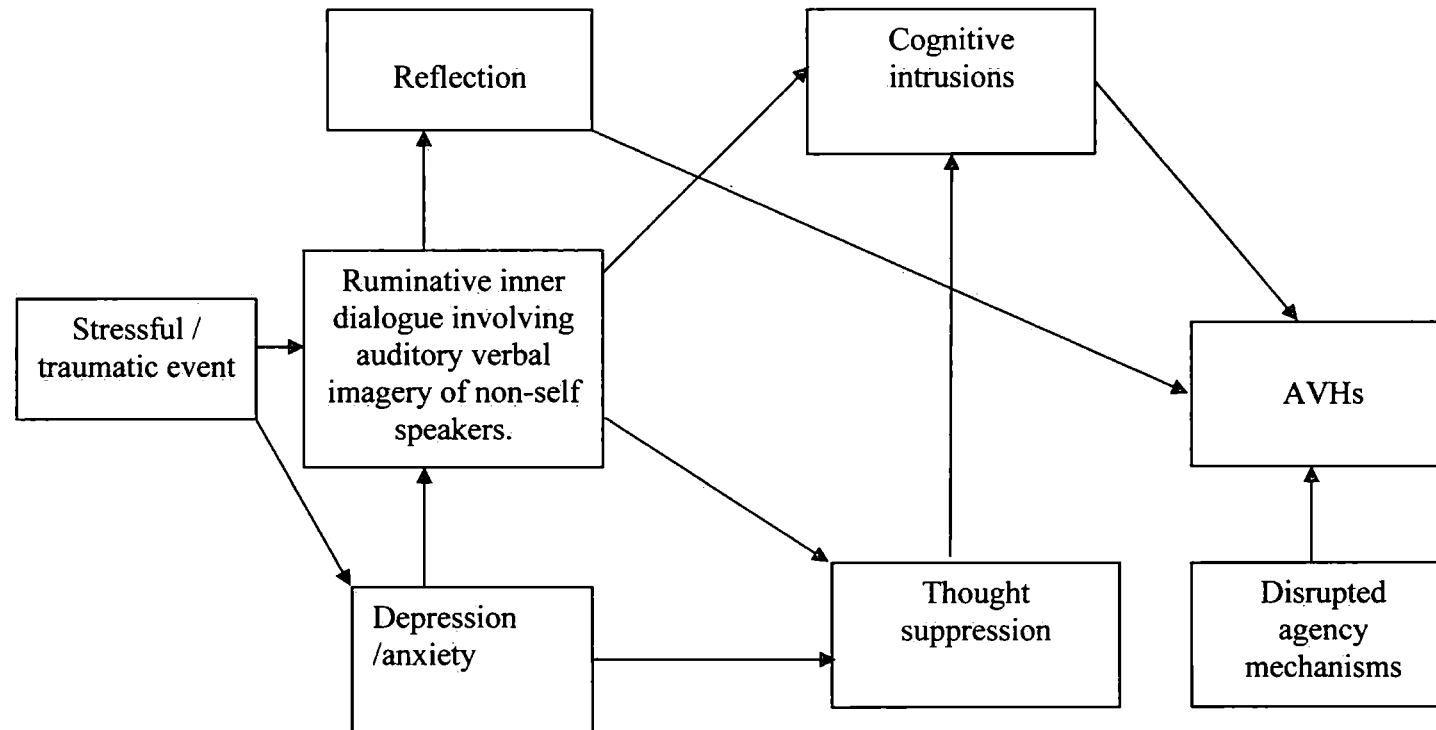 Reflection
Cognitive
intrusions
Stressful /
traumatic event
Ruminative inner
dialogue involving
auditory verbal
imagery of non-self
speakers.
AVHs
Depression
/anxiety
Thought
suppression
Disrupted
agency
mechanisms